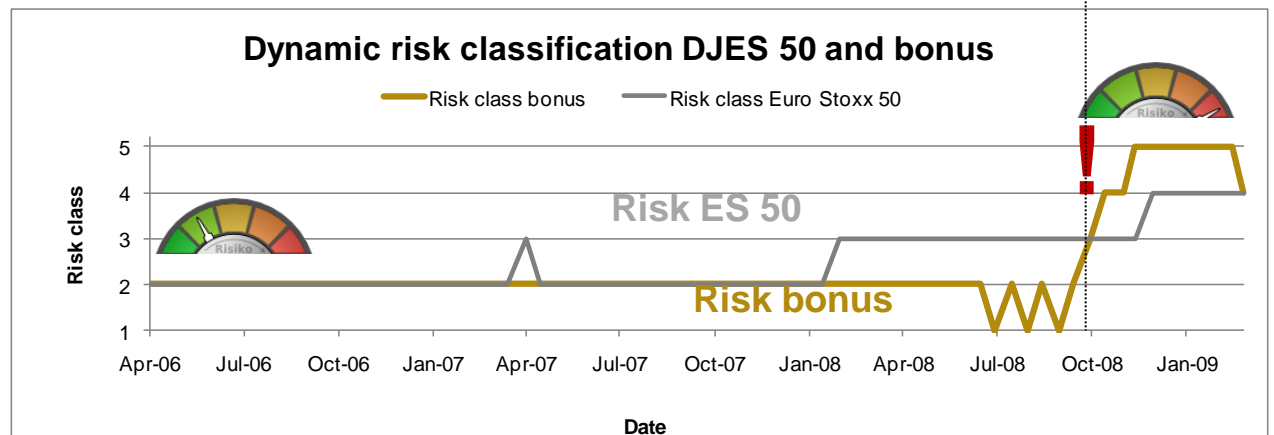 Dynamic risk classification DJES 50 and bonus
Risk class bonus
Risk class Euro Stoxx 50
Risiko
Risk class
5
4
3
2
1
Risk ES 50
Risiko
Risk bonus
Apr-06 Jul-06 Oct-06 Jan-07 Apr-07 Jul-07 Oct-07 Jan-08 Apr-08 Jul-08 Oct-08 Jan-09
Date